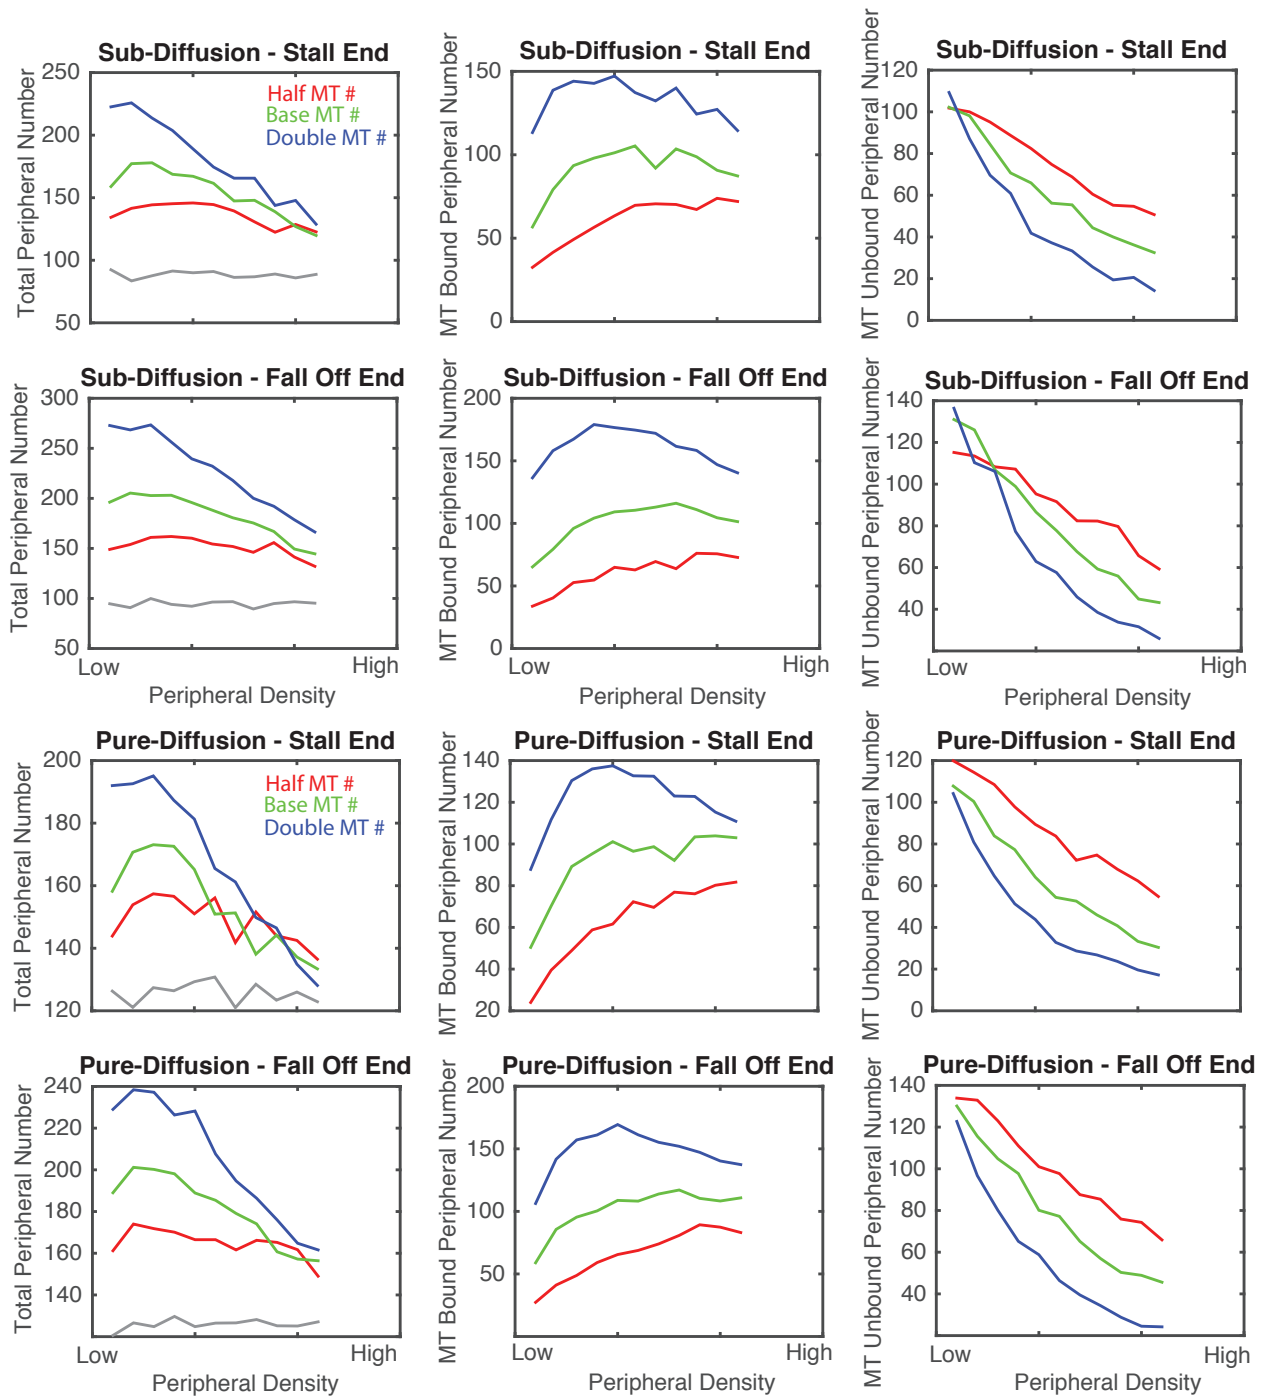 Sub-Diffusion - Stall End
Total Peripheral Number
250
200
150
100
50
Half MT #
Base MT #
Double MT #
Sub-Diffusion - Stall End
MT Bound Peripheral Number
150
100
50
0
Sub-Diffusion - Stall End
MT Unbound Peripheral Number
120
100
80
60
40
20
0
Sub-Diffusion - Fall Off End
Total Peripheral Number
300
250
200
150
100
50
Low
High
Peripheral Density
Sub-Diffusion - Fall Off End
MT Bound Peripheral Number
200
150
100
50
0
Low
High
Peripheral Density
Sub-Diffusion - Fall Off End
MT Unbound Peripheral Number
140
120
100
80
60
40
Low
High
Peripheral Density
Pure-Diffusion - Stall End
Total Peripheral Number
200
180
160
140
120
Half MT #
Base MT #
Double MT #
Pure-Diffusion - Stall End
MT Bound Peripheral Number
140
120
100
80
60
40
20
Pure-Diffusion - Stall End
MT Unbound Peripheral Number
120
100
80
60
40
20
0
Pure-Diffusion - Fall Off End
Total Peripheral Number
240
220
200
180
160
140
Low
High
Peripheral Density
Pure-Diffusion - Fall Off End
MT Bound Peripheral Number
200
150
100
50
Low
High
Peripheral Density
Pure-Diffusion - Fall Off End
MT Unbound Peripheral Number
140
120
100
80
60
40
Low
High
Peripheral Density